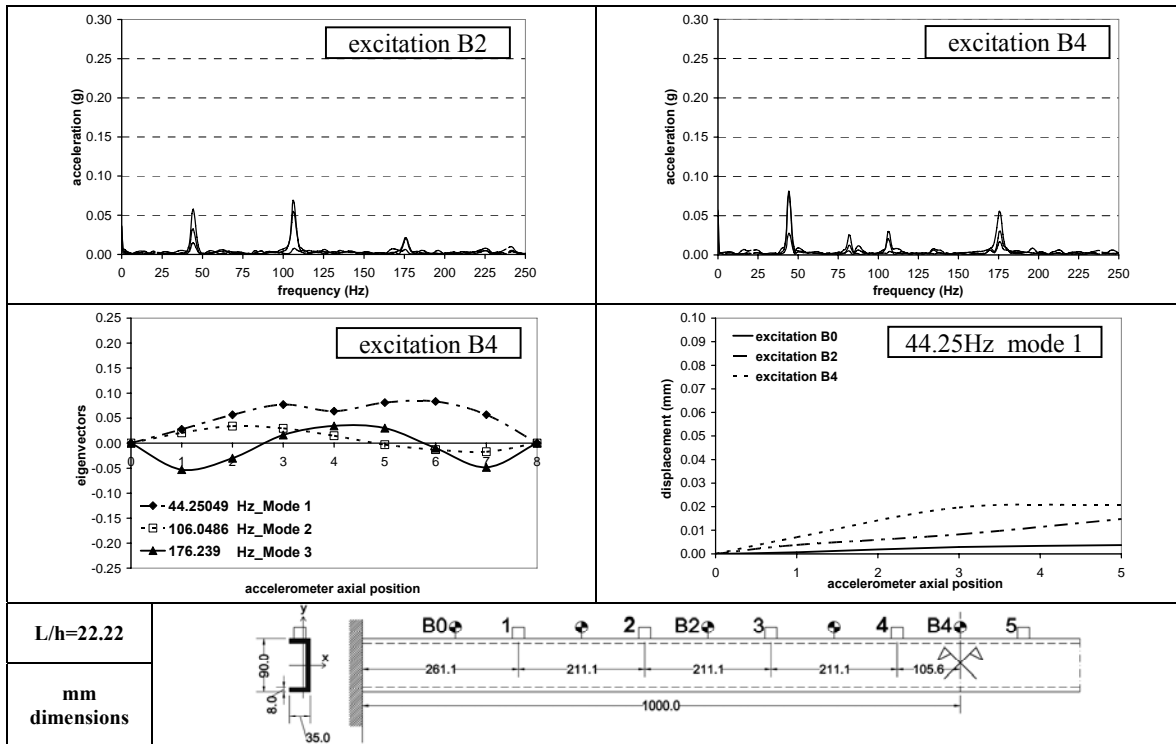 excitation B2
0.30
0.25
0.20
0.15
0.10
0.05
0.00
acceleration (g)
0 25 50 75 100 125 150 175 200 225 250
frequency (Hz)
excitation B4
0.30
0.25
0.20
0.15
0.10
0.05
0.00
acceleration (g)
0 25 50 75 100 125 150 175 200 225 250
frequency (Hz)
excitation B4
0.25
0.20
0.15
0.10
0.05
0.00
-0.05
-0.10
-0.15
-0.20
-0.25
eigenvectors
0 1 2 3 4 5 6 7 8
44.25049 Hz_Mode 1
106.0486 Hz_Mode 2
176.239 Hz_Mode 3
accelerometer axial position
44.25Hz mode 1
excitation B0
excitation B2
excitation B4
0.10
0.09
0.08
0.07
0.06
0.05
0.04
0.03
0.02
0.01
0.00
displacement (mm)
0 1 2 3 4 5
accelerometer axial position
L/h=22.22
mm
dimensions
y
x
90.0
8.0
35.0
B0 1 2 B2 3 4 B4 5
261.1 211.1 211.1 211.1 105.6
1000.0